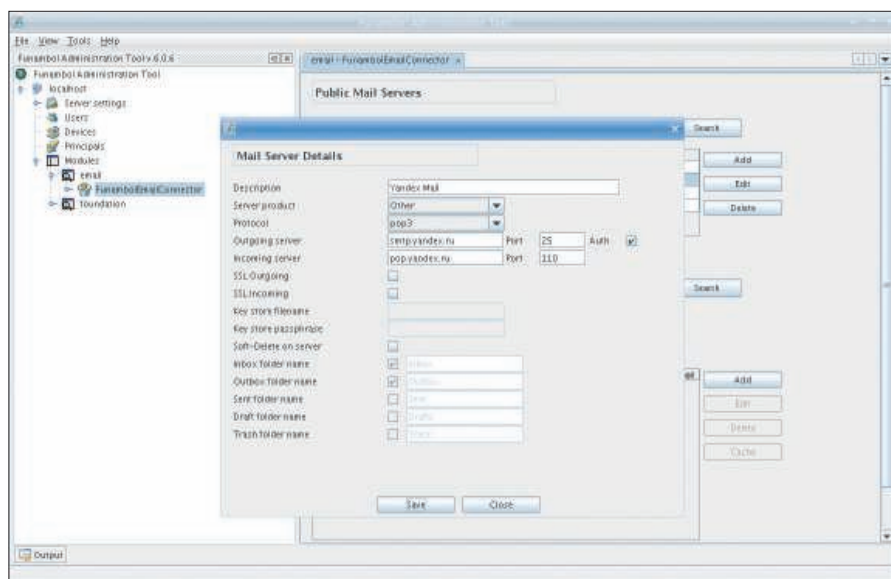 File View Tools Help
Funambol Administration Tool v.6.0.6
email - FunambolEmailConnector
Funambol Administration Tool
localhost
Server settings
Users
Devices
Principals
Modules
email
FunambolEmailConnector
foundation
Public Mail Servers
Search
Add
Edit
Delete
Search
Add
Edit
Delete
Cache
Mail Server Details
Description Yandex Mail
Server product Other
Protocol pop3
Outgoing server smtp.yandex.ru Port 25 Auth
Incoming server pop.yandex.ru Port 110
SSL Outgoing
SSL Incoming
Key store filename
Key store passphrase
Soft-Delete on server
Inbox folder name Inbox
Outbox folder name Outbox
Sent folder name Sent
Draft folder name Drafts
Trash folder name Trash
Save Close
Output